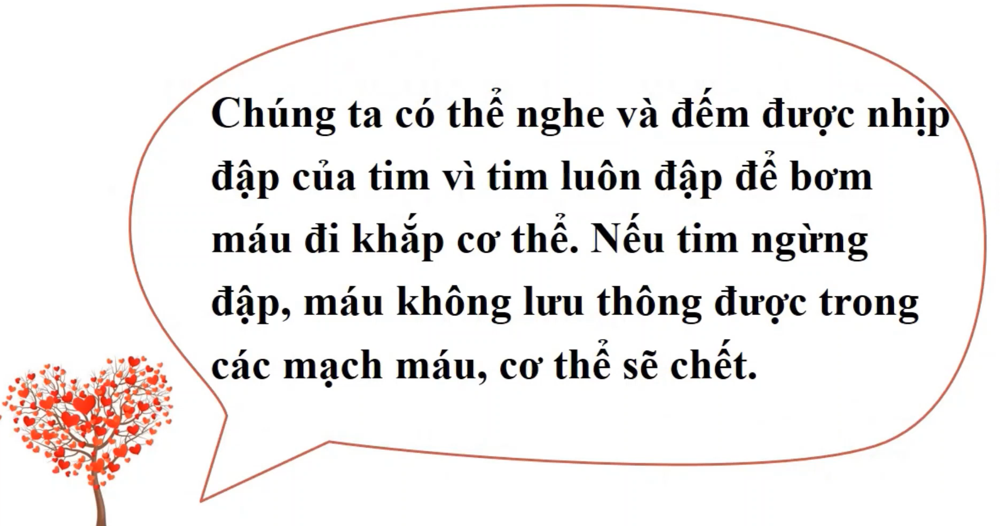 Chúng ta có thể nghe và đếm được nhịp
đập của tim vì tim luôn đập để bơm
máu đi khắp cơ thể. Nếu tim ngừng
đập, máu không lưu thông được trong
các mạch máu, cơ thể sẽ chết.